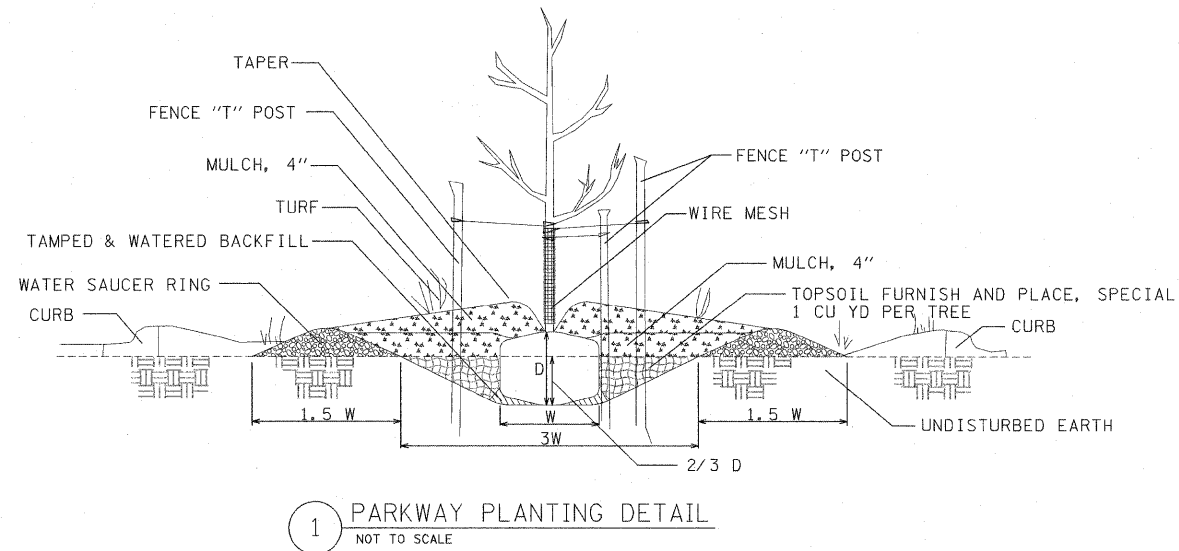 TAPER
FENCE "T" POST
MULCH, 4"
TURF
TAMPED & WATERED BACKFILL
WATER SAUCER RING
CURB
FENCE "T" POST
WIRE MESH
MULCH, 4"
TOPSOIL FURNISH AND PLACE, SPECIAL
1 CU YD PER TREE
CURB
D
1.5 W
W
1.5 W
3W
UNDISTURBED EARTH
2/3 D
1
PARKWAY PLANTING DETAIL
NOT TO SCALE